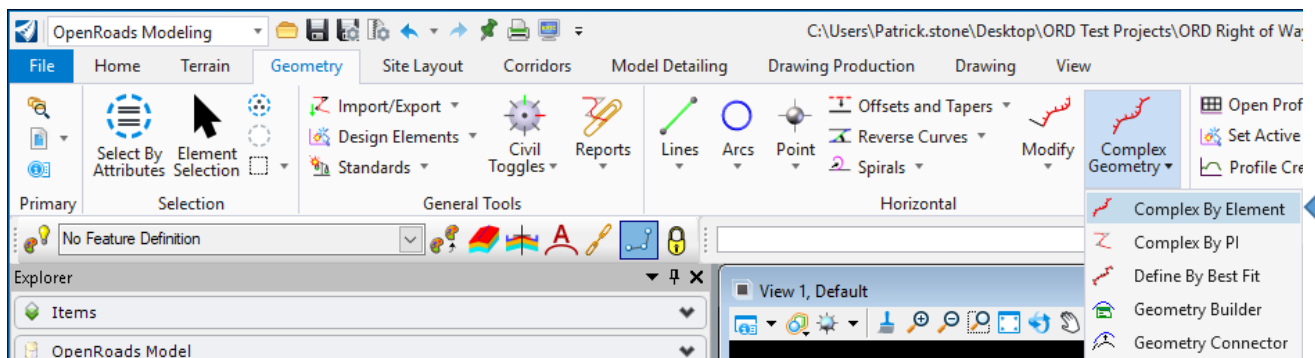 OpenRoads Modeling
C:\Users\Patrick.stone\Desktop\ORD Test Projects\ORD Right of Wa
File Home Terrain Geometry Site Layout Corridors Model Detailing Drawing Production Drawing View
Import/Export Offsets and Tapers Open Prof
Design Elements Reverse Curves Set Active
Standards Spirals Profile Cre
Select By Attributes
Element Selection
Civil Toggles
Reports
Lines
Arcs
Point
Modify
Complex Geometry
Primary Selection General Tools Horizontal
Complex By Element
No Feature Definition
Complex By PI
Explorer
Define By Best Fit
View 1, Default
Items
Geometry Builder
OpenRoads Model
Geometry Connector